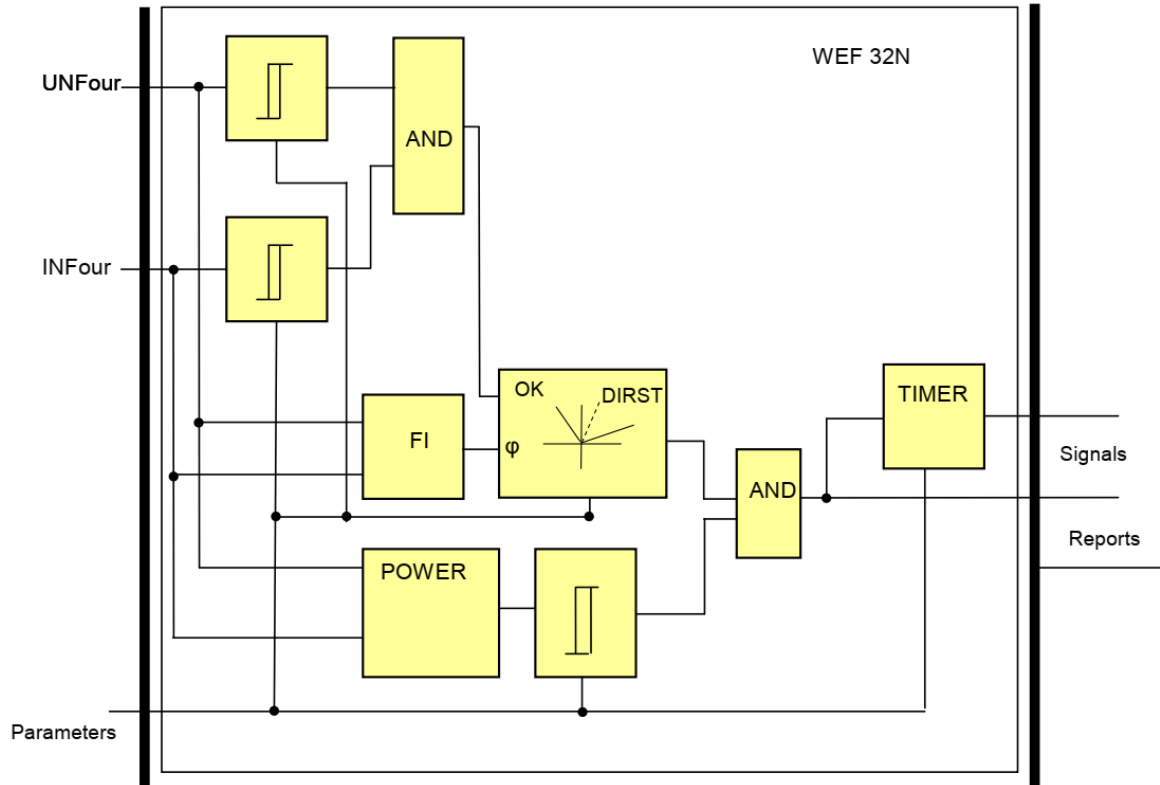 WEF 32N
UNFour
AND
INFour
OK
DIRST
TIMER
FI
φ
Signals
AND
Reports
POWER
Parameters